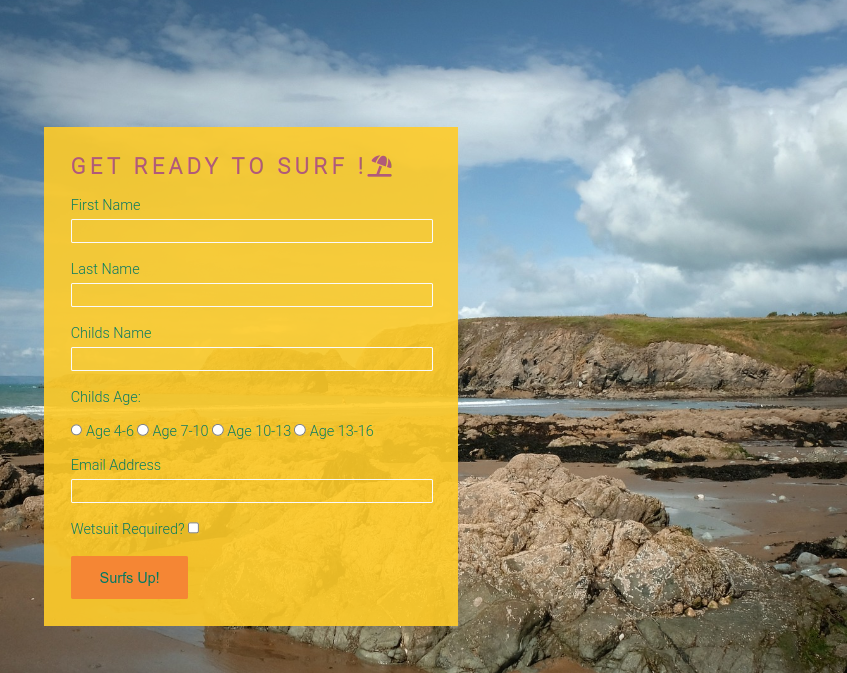 GET READY TO SURF !
First Name
Last Name
Childs Name
Childs Age:
Age 4-6 Age 7-10 Age 10-13 Age 13-16
Email Address
Wetsuit Required?
Surfs Up!